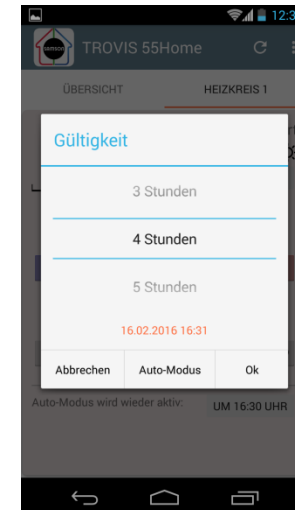 12:3
samson
TROVIS 55Home
ÜBERSICHT
HEIZKREIS 1
Gültigkeit
3 Stunden
4 Stunden
5 Stunden
16.02.2016 16:31
Abbrechen
Auto-Modus
Ok
Auto-Modus wird wieder aktiv:
UM 16:30 UHR